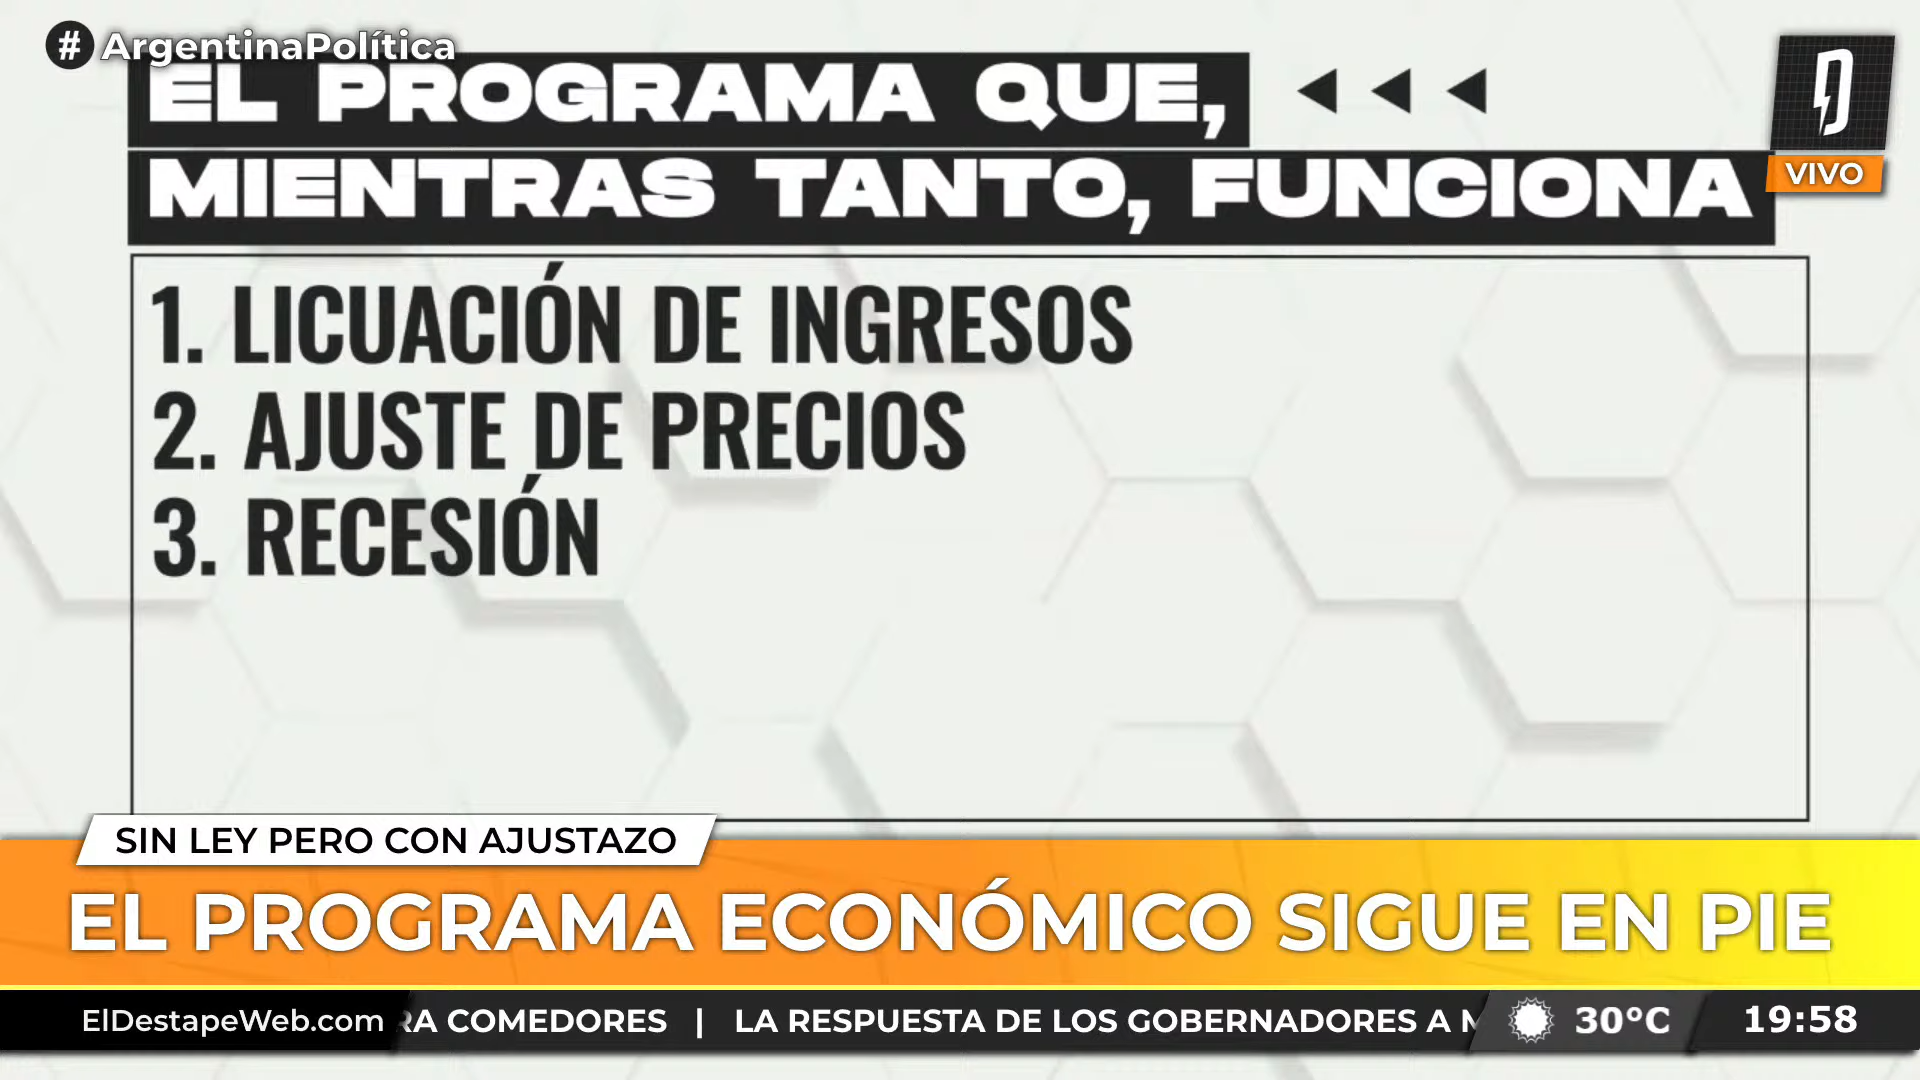 #ArgentinaPolítica
EL PROGRAMA QUE,
MIENTRAS TANTO, FUNCIONA
VIVO
1. LICUACIÓN DE INGRESOS
2. AJUSTE DE PRECIOS
3. RECESIÓN
SIN LEY PERO CON AJUSTAZO
EL PROGRAMA ECONÓMICO SIGUE EN PIE
ElDestapeWeb.com
COMEDORES | LA RESPUESTA DE LOS GOBERNADORES A
30°C
19:58